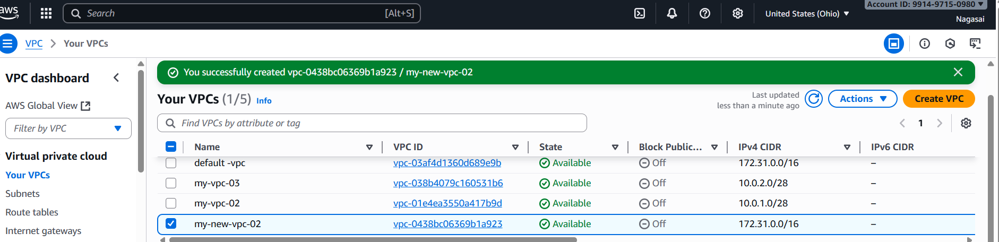 aws
Search [Alt+S] United States (Ohio) Account ID: 9914-9715-0980
Nagasai
VPC Your VPCs
You successfully created vpc-0438bc06369b1a923 / my-new-vpc-02
VPC dashboard
AWS Global View
Filter by VPC
Virtual private cloud
Your VPCs
Subnets
Route tables
Internet gateways
Your VPCs (1/5) Info
Last updated
less than a minute ago
Actions
Create VPC
Find VPCs by attribute or tag
1
Name VPC ID State Block Public... IPv4 CIDR IPv6 CIDR
default -vpc vpc-03af4d1360d689e9b Available Off 172.31.0.0/16 –
my-vpc-03 vpc-038b4079c160531b6 Available Off 10.0.2.0/28 –
my-vpc-02 vpc-01e4ea3550a417b9d Available Off 10.0.1.0/28 –
my-new-vpc-02 vpc-0438bc06369b1a923 Available Off 172.31.0.0/16 –